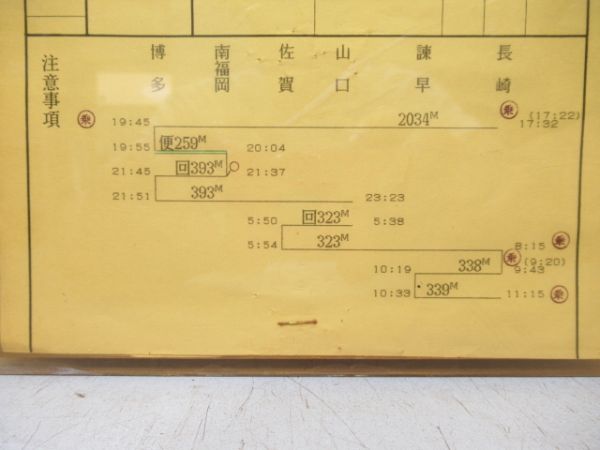 注意事項
博多 南福岡 佐賀 山口 諫早 長崎
乗 19:45 2034M 乗 (17:22) 17:32
19:55 便259M 20:04
21:45 回393M 21:37
21:51 393M 23:23
5:50 回323M 5:38
5:54 323M 8:15 乗
10:19 338M 乗 (9:20) 9:43
10:33 339M 11:15 乗